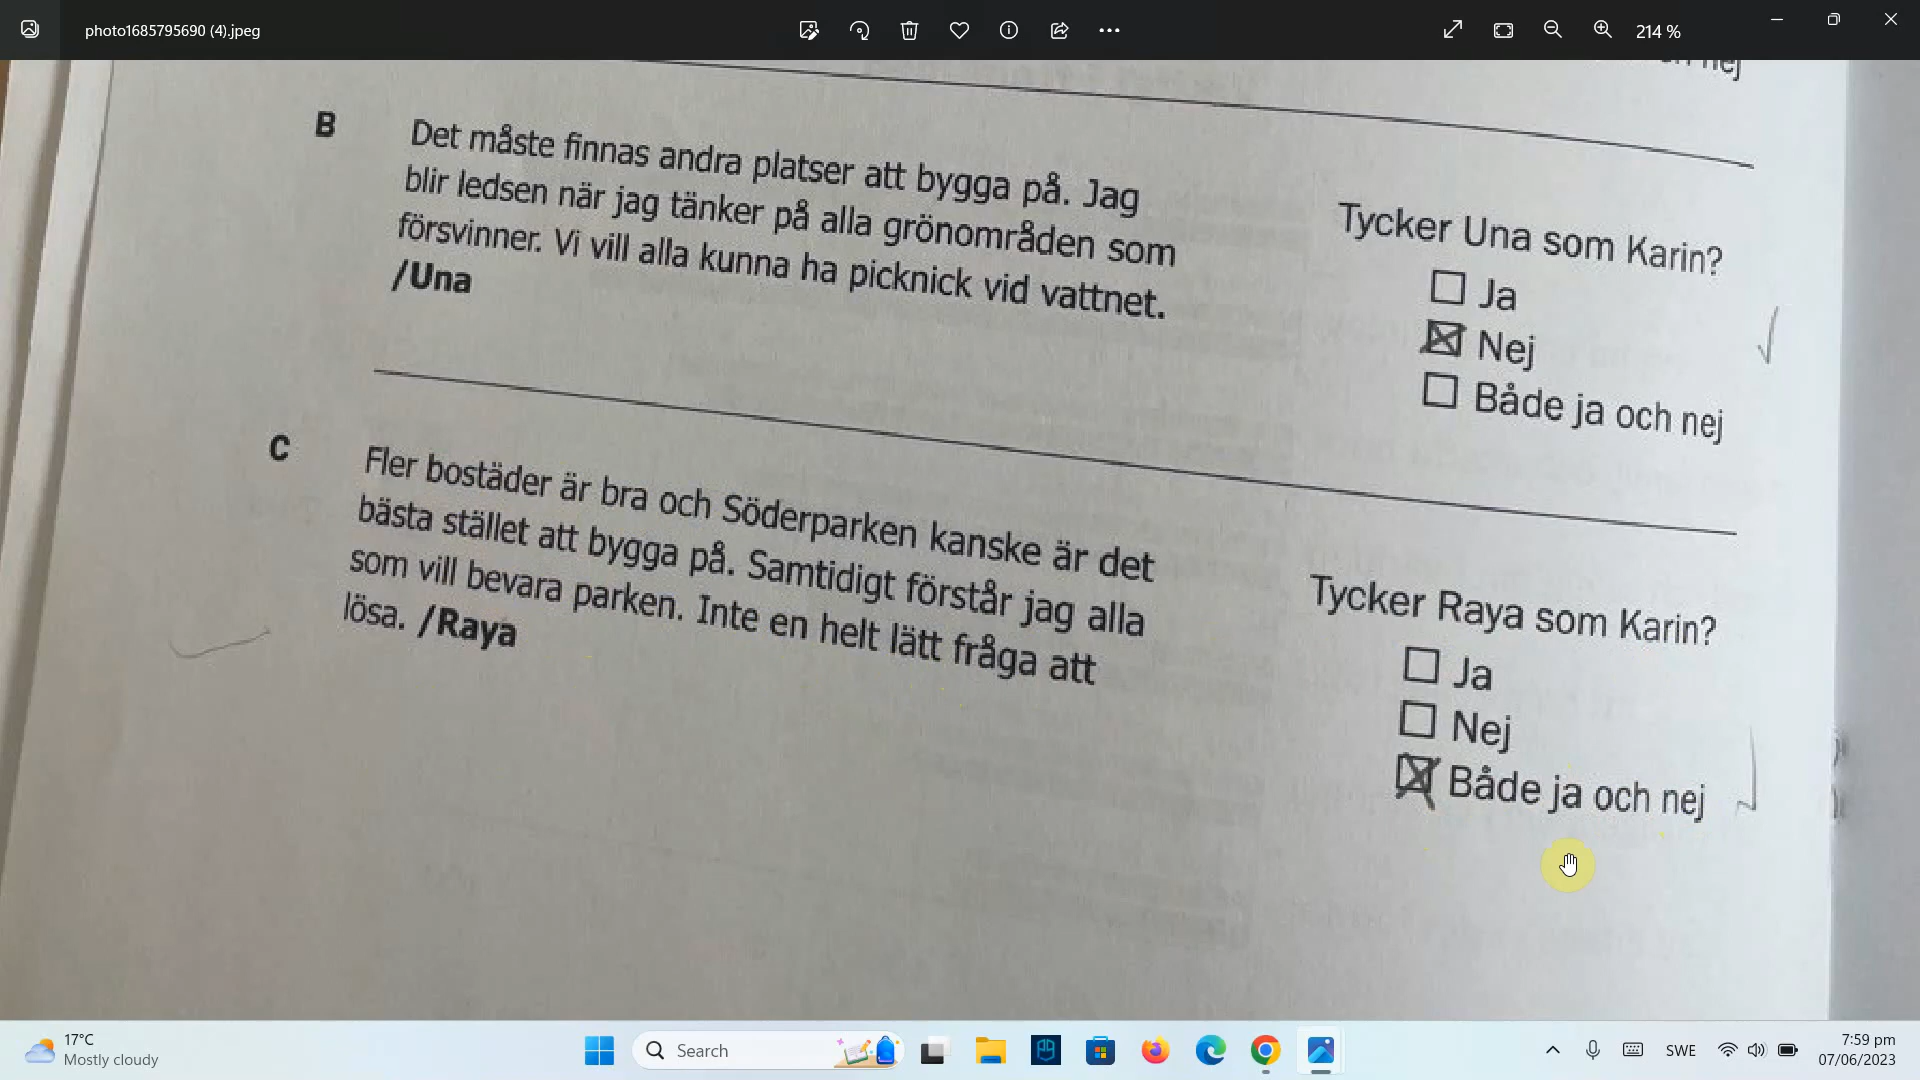 photo1685795690 (4).jpeg
214 %
nej
B
Det måste finnas andra platser att bygga på. Jag
blir ledsen när jag tänker på alla grönområden som
försvinner. Vi vill alla kunna ha picknick vid vattnet.
/Una
Tycker Una som Karin?
Ja
Nej
Både ja och nej
C
Fler bostäder är bra och Söderparken kanske är det
bästa stället att bygga på. Samtidigt förstår jag alla
som vill bevara parken. Inte en helt lätt fråga att
lösa. /Raya
Tycker Raya som Karin?
Ja
Nej
Både ja och nej
17°C
Mostly cloudy
Search
SWE
7:59 pm
07/06/2023